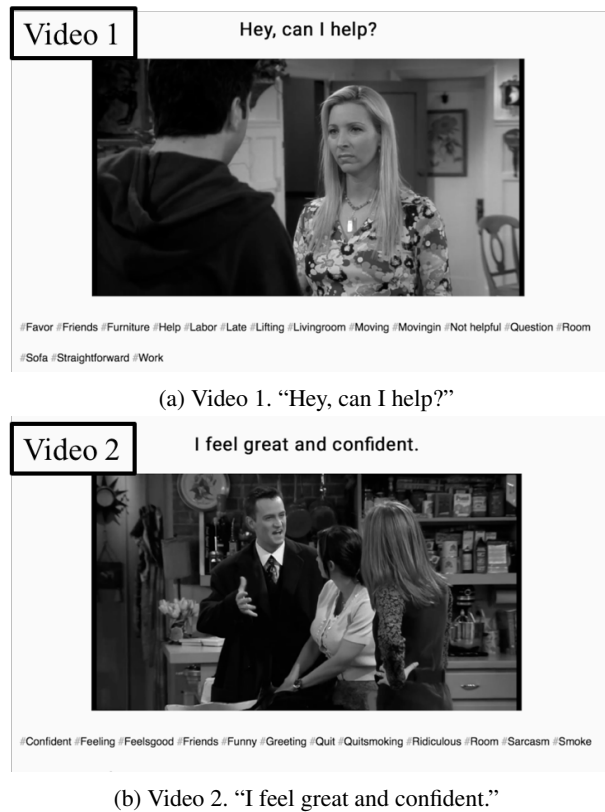 Video 1
Hey, can I help?
#Favor #Friends #Furniture #Help #Labor #Late #Lifting #Livingroom #Moving #Movingin #Not helpful #Question #Room
#Sofa #Straightforward #Work
(a) Video 1. “Hey, can I help?”
Video 2
I feel great and confident.
#Confident #Feeling #Feelsgood #Friends #Funny #Greeting #Quit #Quitsmoking #Ridiculous #Room #Sarcasm #Smoke
(b) Video 2. “I feel great and confident.”